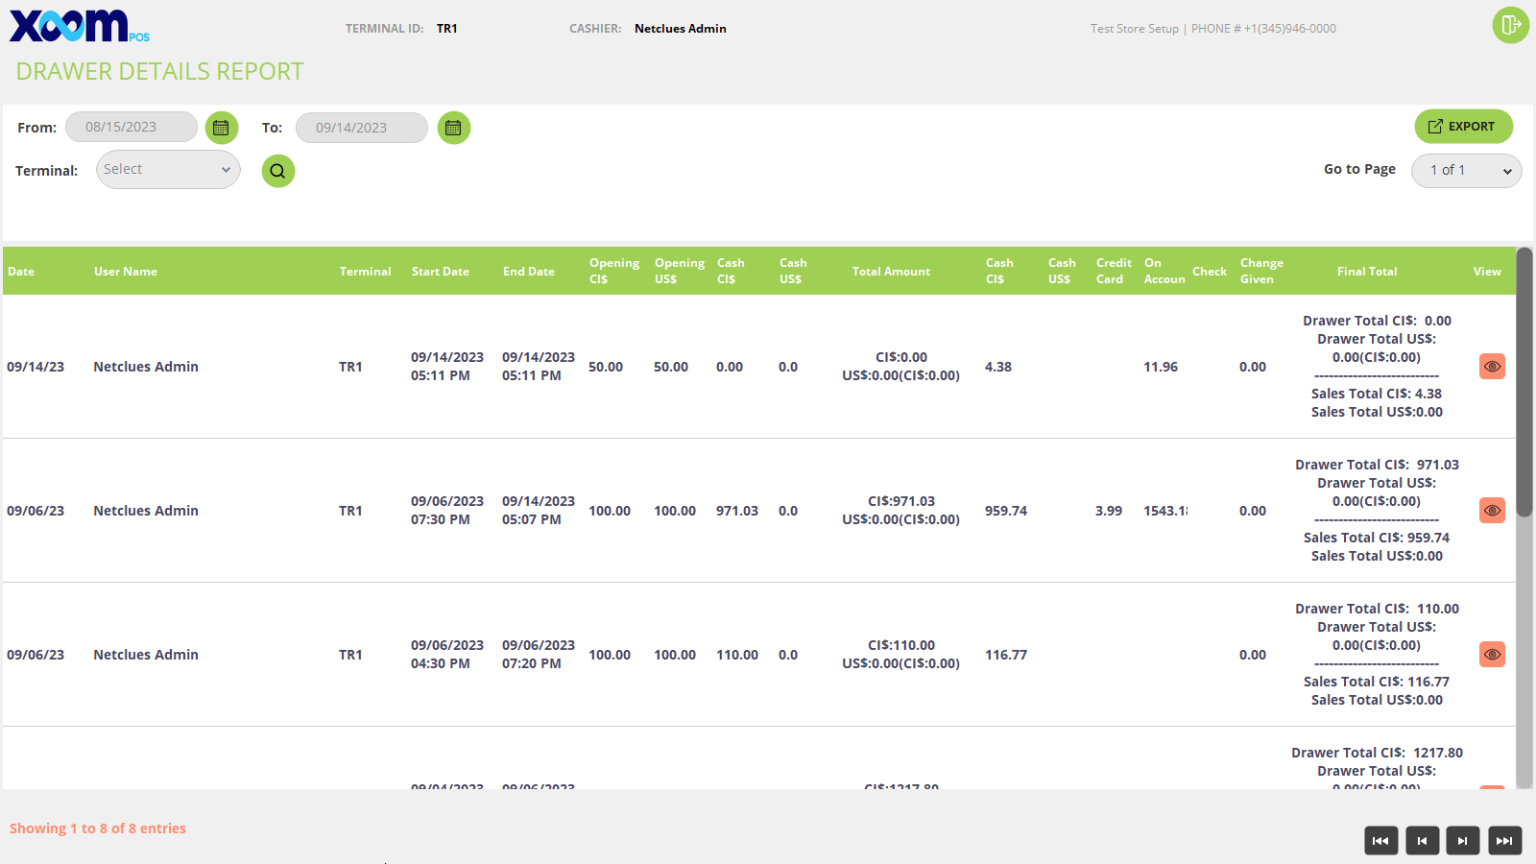 xoom POS
TERMINAL ID: TR1
CASHIER: Netclues Admin
Test Store Setup | PHONE # +1(345)946-0000
DRAWER DETAILS REPORT
From: 08/15/2023 To: 09/14/2023
EXPORT
Terminal: Select
Go to Page 1 of 1
Date User Name Terminal Start Date End Date Opening CI$ Opening US$ Cash CI$ Cash US$ Total Amount Cash CI$ Cash US$ Credit Card On Accoun Check Change Given Final Total View
Drawer Total CI$: 0.00
Drawer Total US$:
0.00(CI$:0.00)
09/14/23 Netclues Admin TR1 09/14/2023 05:11 PM 09/14/2023 05:11 PM 50.00 50.00 0.00 0.0 CI$:0.00 US$:0.00(CI$:0.00) 4.38 11.96 0.00
---------------------------
Sales Total CI$: 4.38
Sales Total US$:0.00
Drawer Total CI$: 971.03
Drawer Total US$:
0.00(CI$:0.00)
09/06/23 Netclues Admin TR1 09/06/2023 07:30 PM 09/14/2023 05:07 PM 100.00 100.00 971.03 0.0 CI$:971.03 US$:0.00(CI$:0.00) 959.74 3.99 1543.1 0.00
---------------------------
Sales Total CI$: 959.74
Sales Total US$:0.00
Drawer Total CI$: 110.00
Drawer Total US$:
0.00(CI$:0.00)
09/06/23 Netclues Admin TR1 09/06/2023 04:30 PM 09/06/2023 07:20 PM 100.00 100.00 110.00 0.0 CI$:110.00 US$:0.00(CI$:0.00) 116.77 0.00
---------------------------
Sales Total CI$: 116.77
Sales Total US$:0.00
Drawer Total CI$: 1217.80
Drawer Total US$:
09/04/2023 09/06/2023 CI$:1217.80 0.00(CI$:0.00)
Showing 1 to 8 of 8 entries